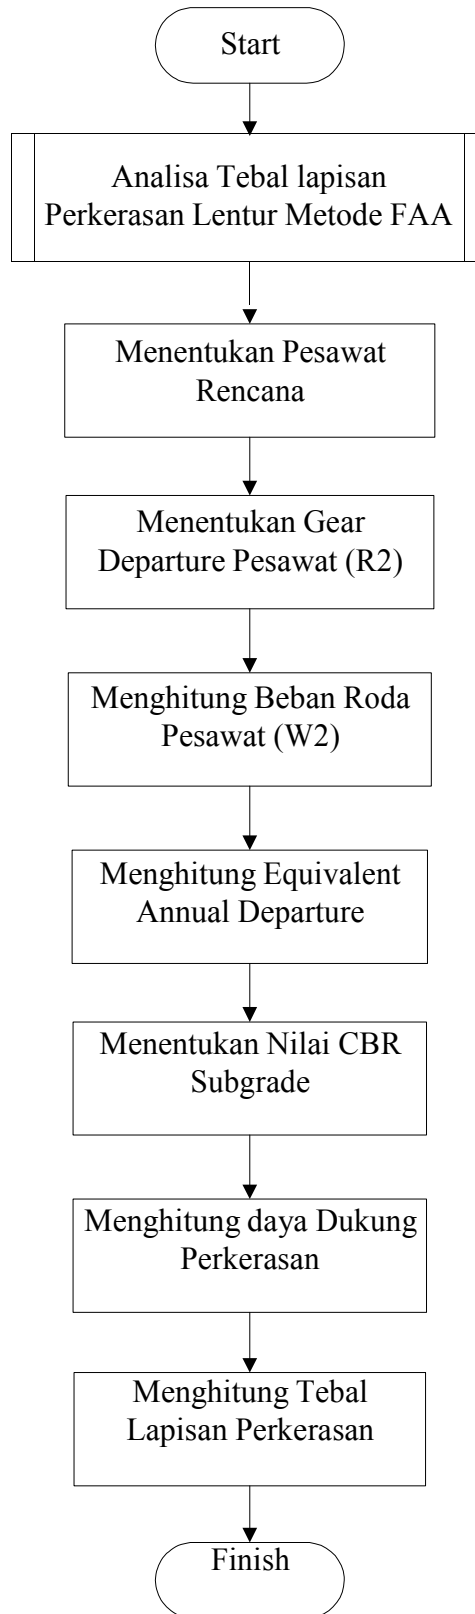 Start
Analisa Tebal lapisan
Perkerasan Lentur Metode FAA
Menentukan Pesawat
Rencana
Menentukan Gear
Departure Pesawat (R2)
Menghitung Beban Roda
Pesawat (W2)
Menghitung Equivalent
Annual Departure
Menentukan Nilai CBR
Subgrade
Menghitung daya Dukung
Perkerasan
Menghitung Tebal
Lapisan Perkerasan
Finish